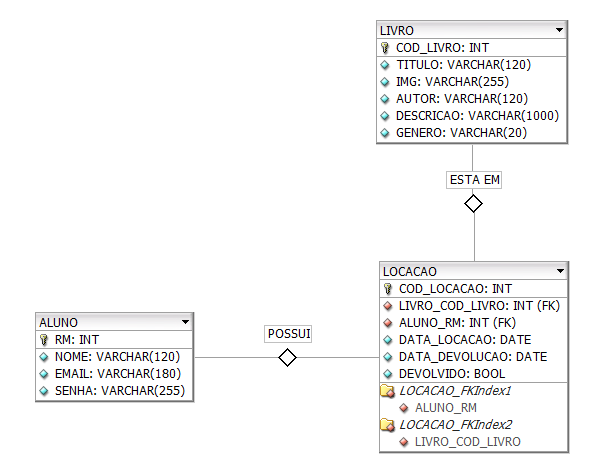 LIVRO
COD_LIVRO: INT
TITULO: VARCHAR(120)
IMG: VARCHAR(255)
AUTOR: VARCHAR(120)
DESCRICAO: VARCHAR(1000)
GENERO: VARCHAR(20)
ESTA EM
LOCACAO
COD_LOCACAO: INT
LIVRO_COD_LIVRO: INT (FK)
ALUNO_RM: INT (FK)
DATA_LOCACAO: DATE
DATA_DEVOLUCAO: DATE
DEVOLVIDO: BOOL
LOCACAO_FKIndex1
ALUNO_RM
LOCACAO_FKIndex2
LIVRO_COD_LIVRO
POSSUI
ALUNO
RM: INT
NOME: VARCHAR(120)
EMAIL: VARCHAR(180)
SENHA: VARCHAR(255)